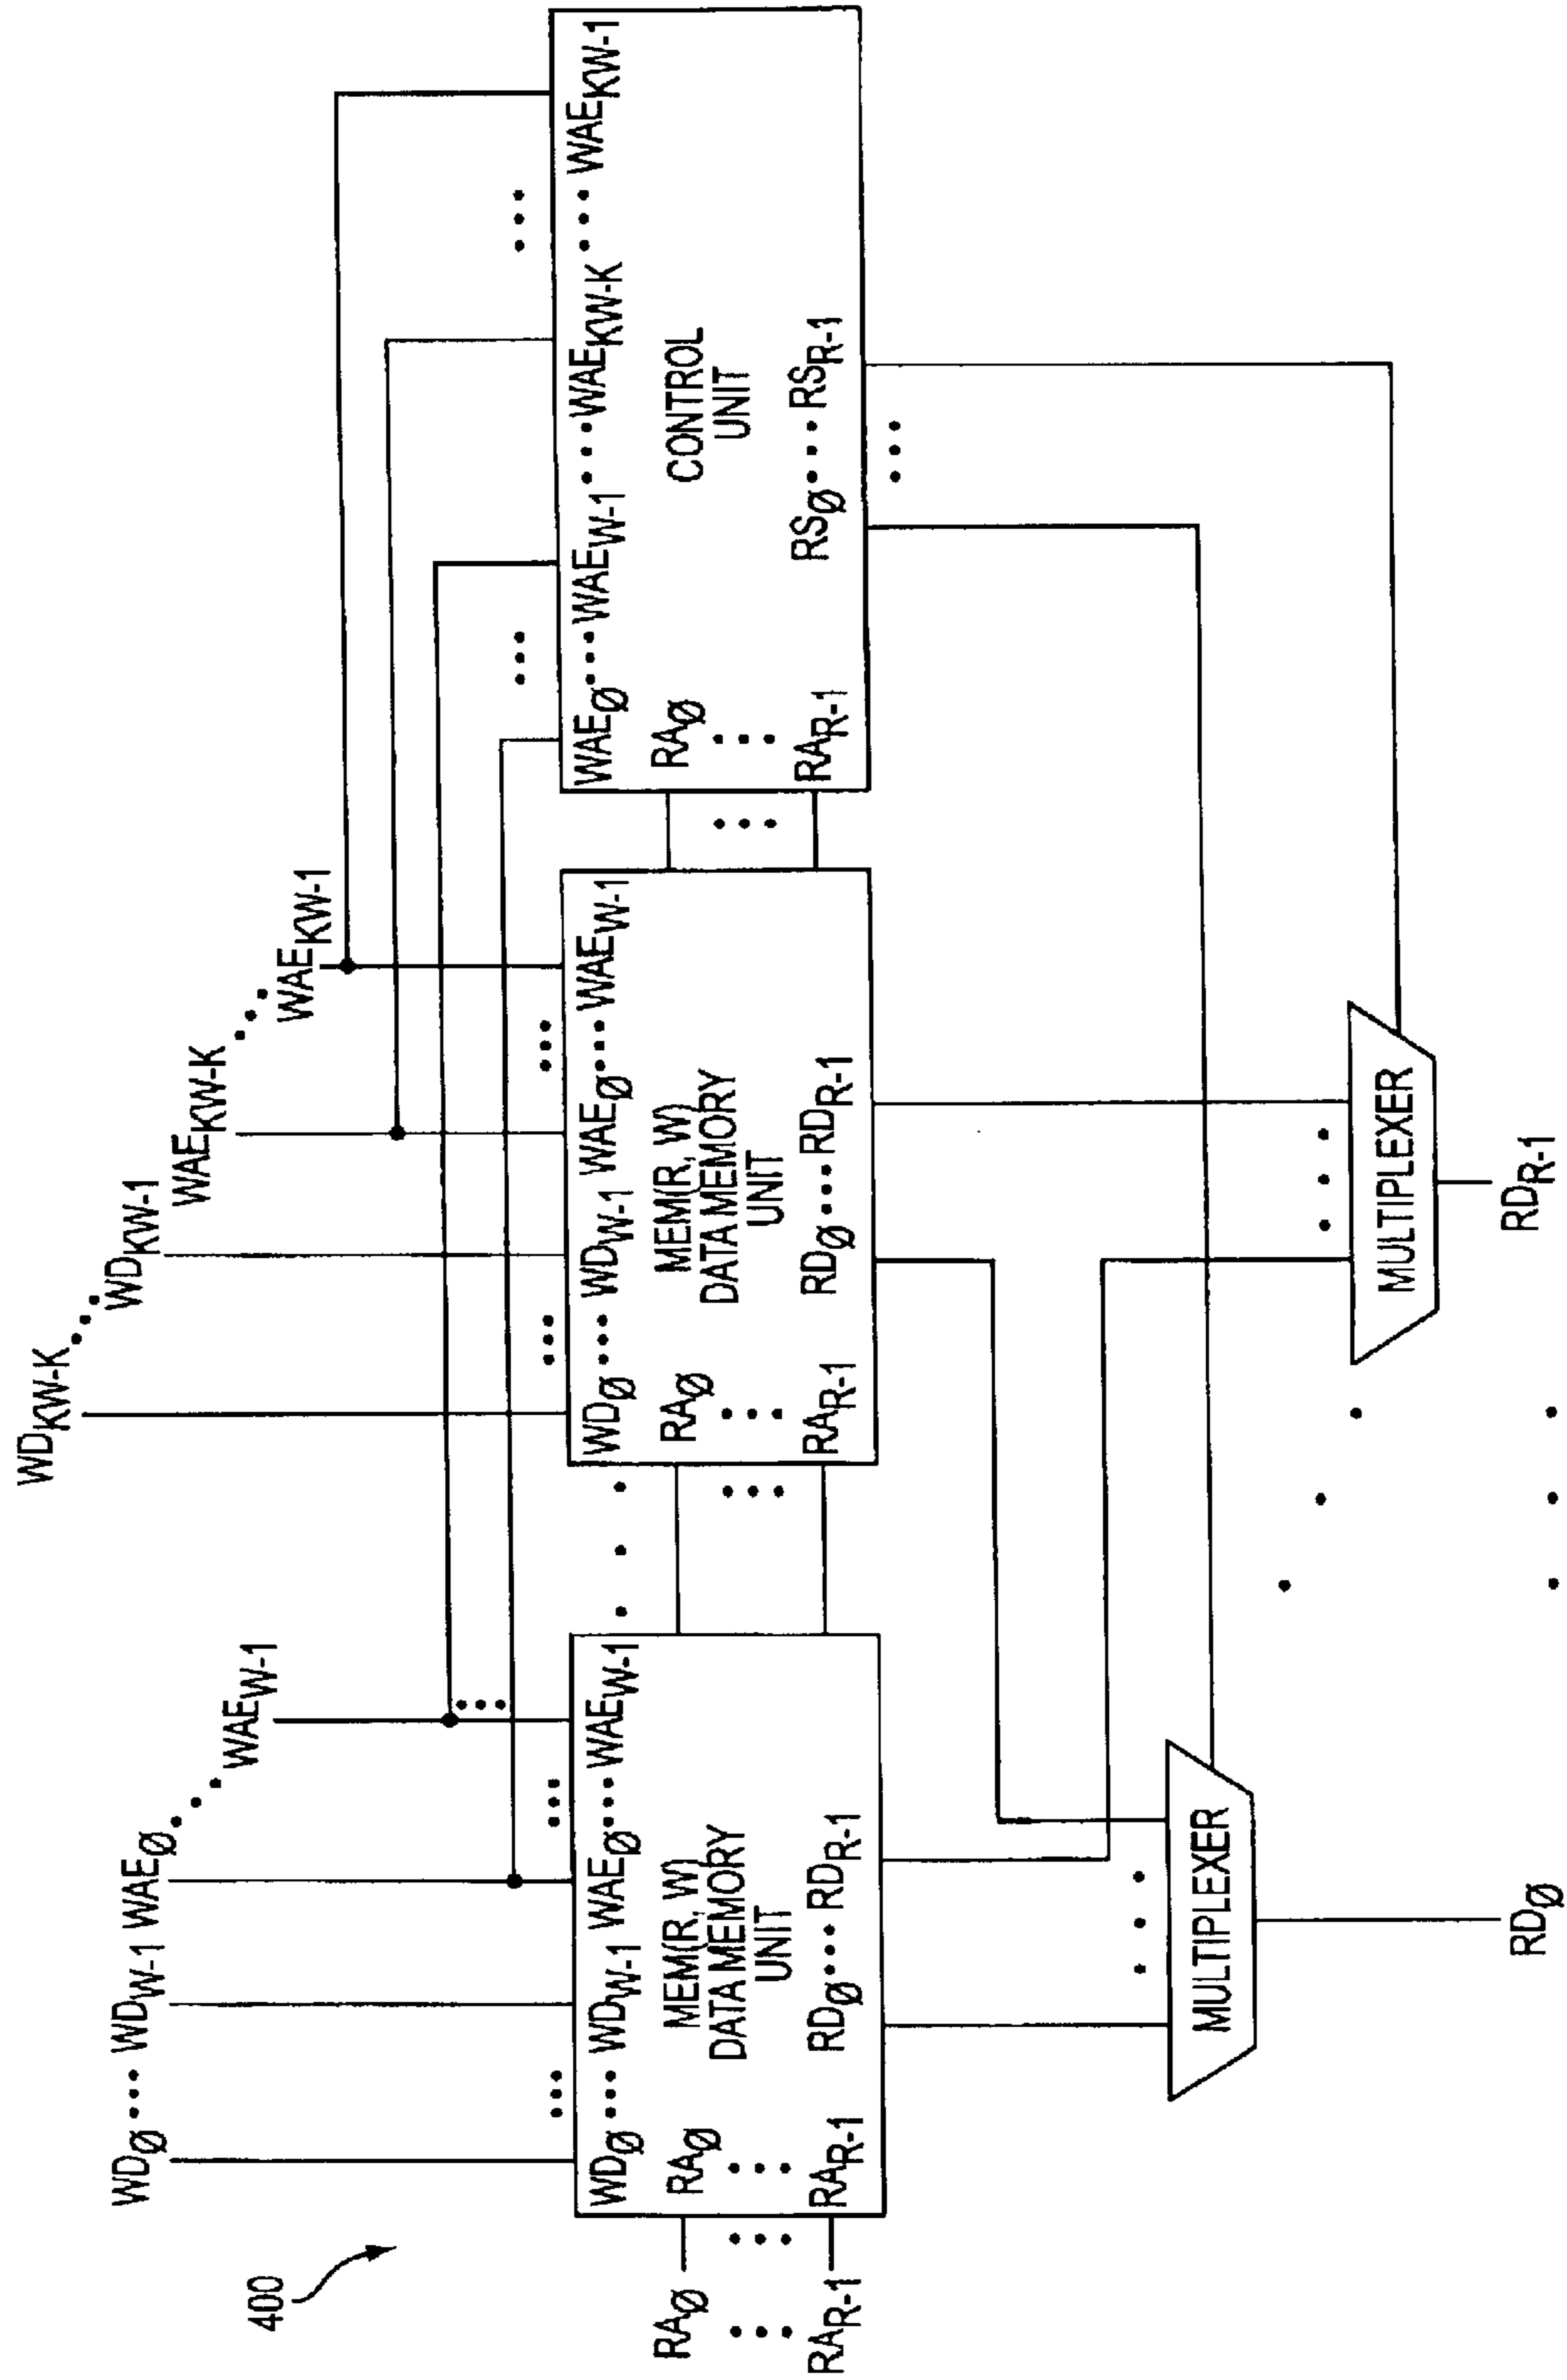 400
WDØ ••• WDW-1 WAEØ ••• WAEW-1
WDKW-K ••• WDKW-1 WAEKW-K ••• WAEKW-1
RAØ
•••
RAR-1
WDØ •••• WDW-1 WAEØ •••• WAEW-1
RAØ
•••
RAR-1
MEM(R, W)
DATA MEMORY
UNIT
RDØ •••• RDR-1
WDØ •••• WDW-1 WAEØ •••• WAEW-1
RAØ
•••
RAR-1
MEM(R, W)
DATA MEMORY
UNIT
RDØ •••• RDR-1
WAEØ •••• WAEW-1 •••• WAEKW-K •••• WAEKW-1
RAØ
•••
RAR-1
CONTROL
UNIT
RSØ •••• RSR-1
MULTIPLEXER
MULTIPLEXER
RDØ
RDR-1